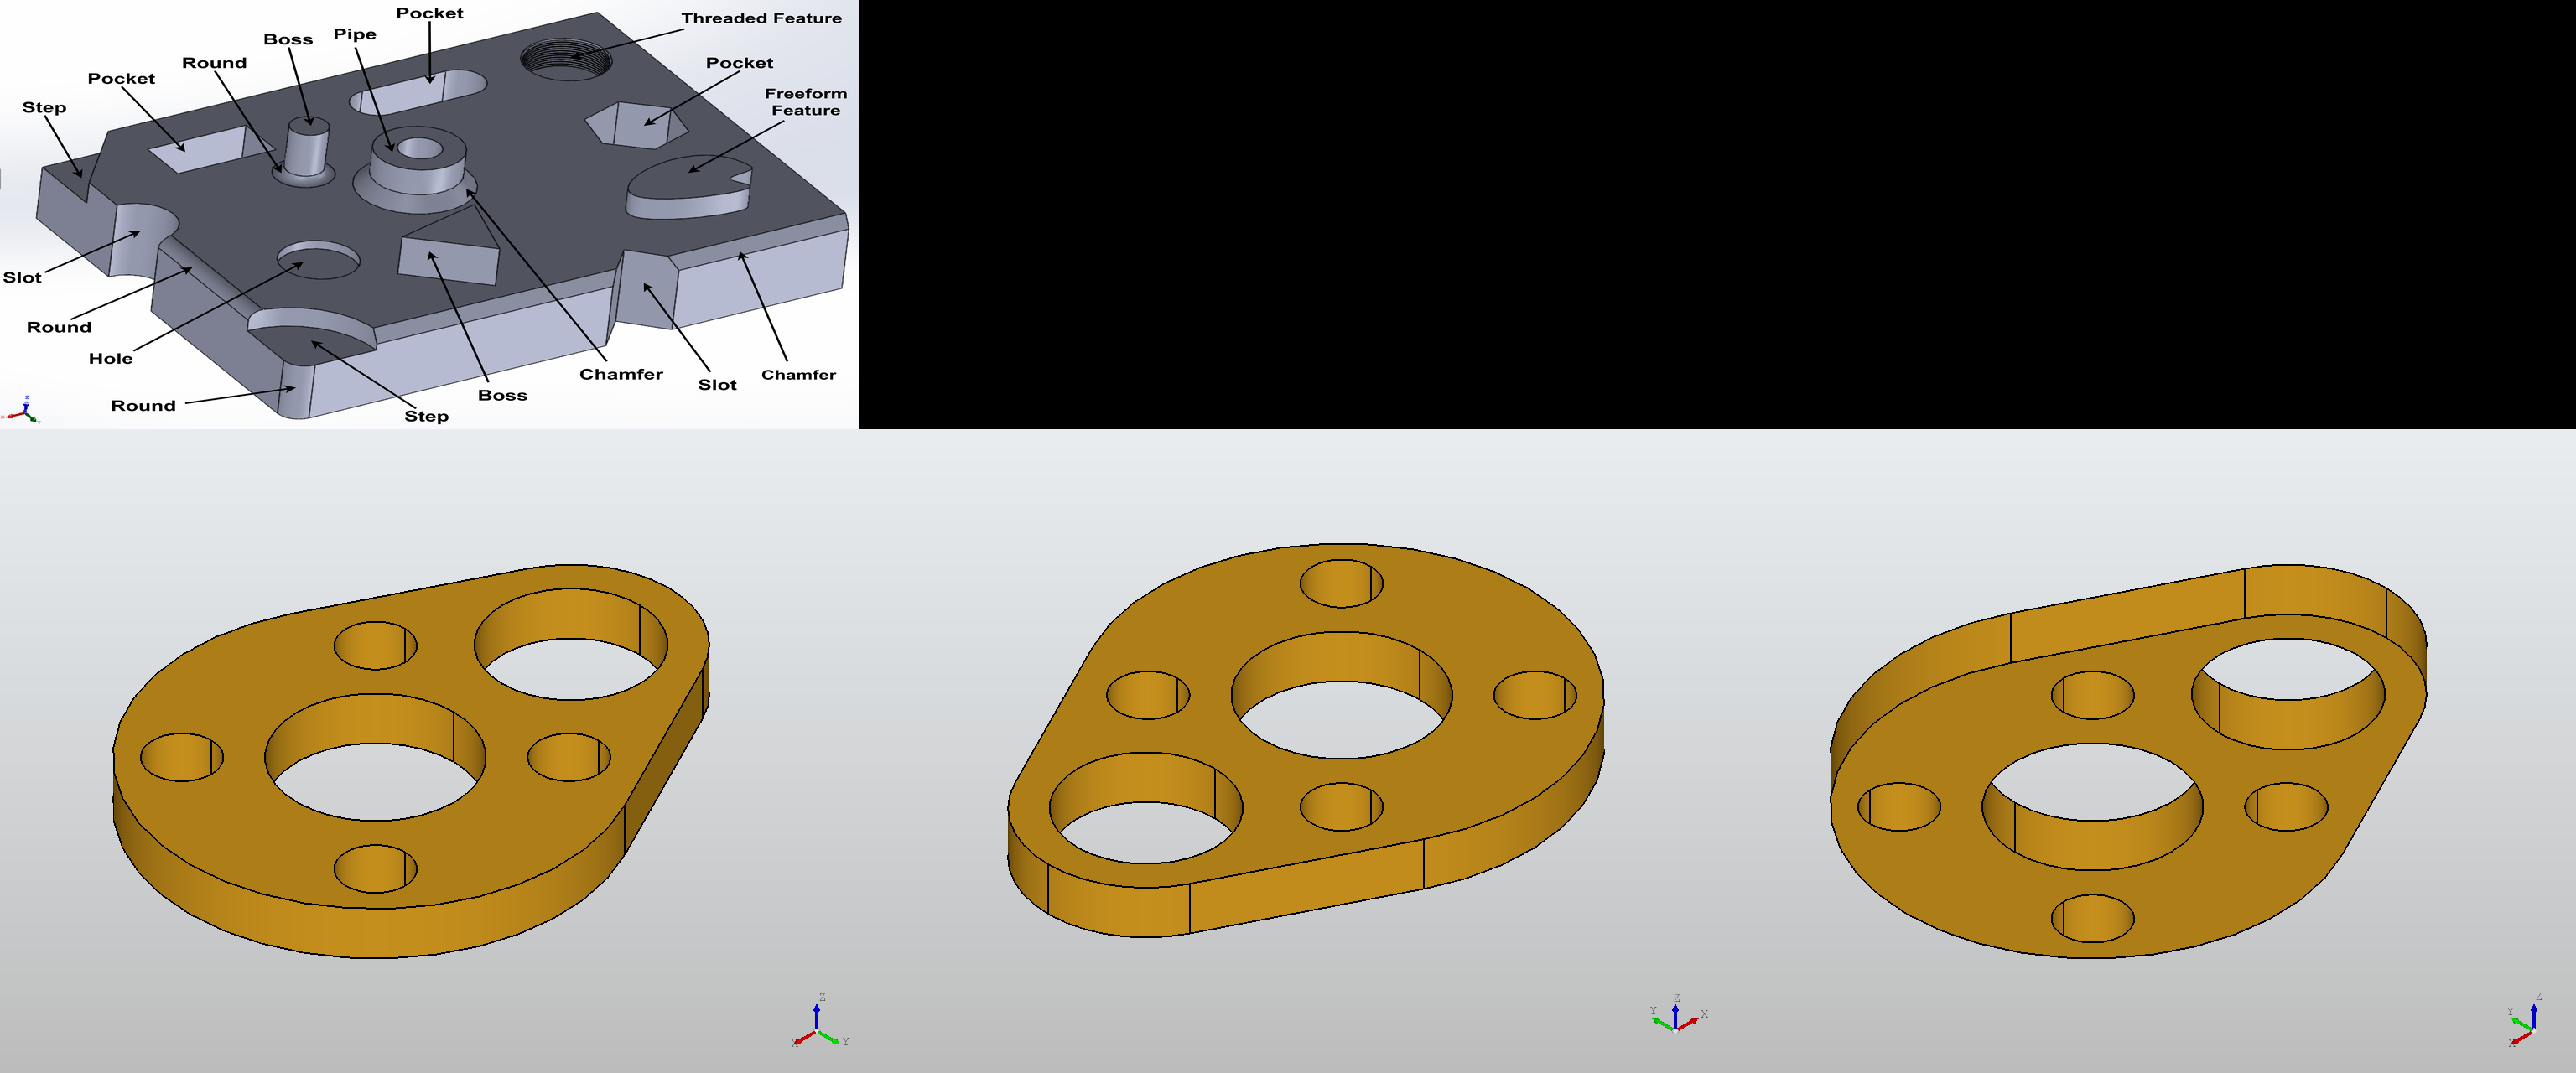 Pocket
Threaded Feature
Boss
Pipe
Round
Pocket
Pocket
Freeform
Feature
Step
Slot
Round
Hole
Chamfer
Chamfer
Slot
Boss
Round
Step
Z
X
Y
Z
Y
X
Z
Y
X